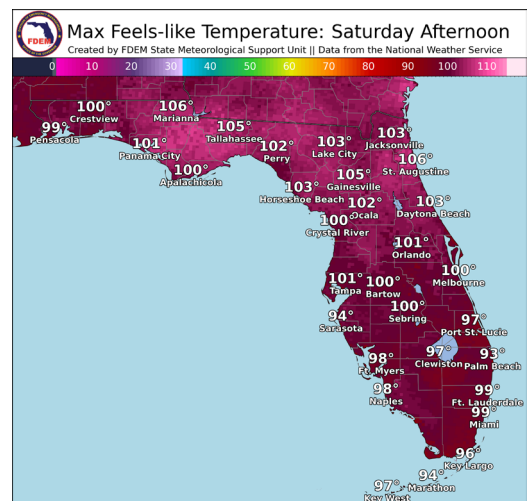 FDEM
Max Feels-like Temperature: Saturday Afternoon
Created by FDEM State Meteorological Support Unit || Data from the National Weather Service
0 10 20 30 40 50 60 70 80 90 100 110
100°
Crestview
106°
Marianna
99°
Pensacola
105°
Tallahassee
101°
Panama City
102°
Perry
103°
Lake City
103°
Jacksonville
100°
Apalachicola
106°
St. Augustine
105°
Gainesville
103°
Horseshoe Beach
102°
Ocala
103°
Daytona Beach
100°
Crystal River
101°
Orlando
101°
Tampa
100°
Bartow
100°
Melbourne
100°
Sebring
94°
Sarasota
97°
Port St. Lucie
98°
Ft. Myers
97°
Clewiston
93°
Palm Beach
98°
Naples
99°
Ft. Lauderdale
99°
Miami
96°
Key Largo
94°
Marathon
97°
Key West